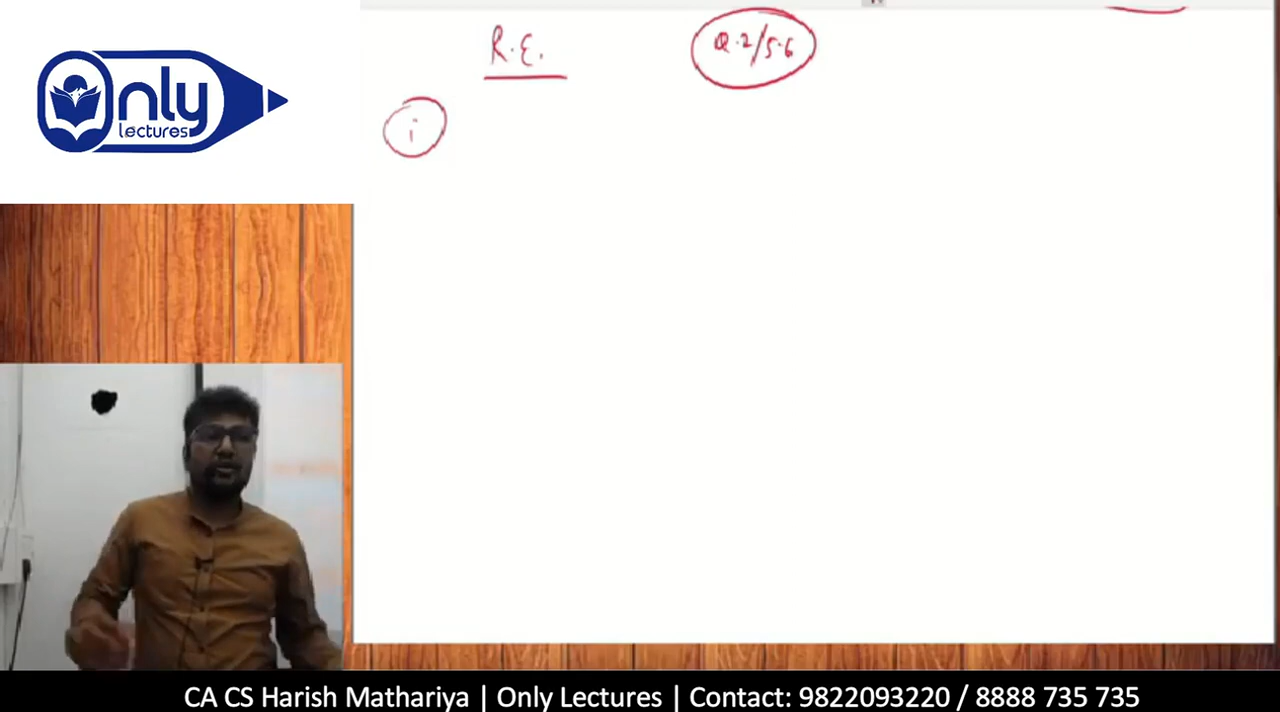 R.E.
Q.2/5.6
i
Only
lectures
CA CS Harish Mathariya | Only Lectures | Contact: 9822093220 / 8888 735 735